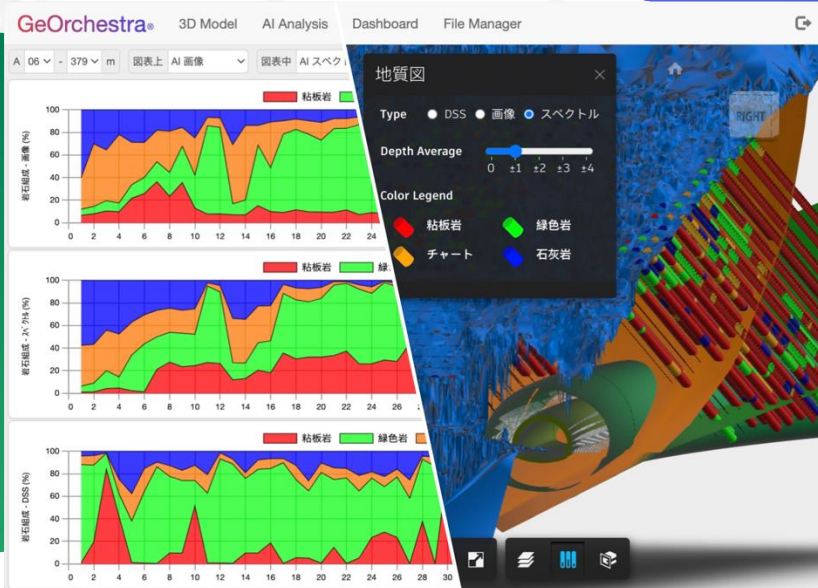 GeOrchestra® 3D Model AI Analysis Dashboard File Manager
A 06 - 379 m 図表上 AI 画像 図表中 AI スペクト
粘板岩
岩石組成 - 画像 (%)
100
80
60
40
20
0
0 2 4 6 8 10 12 14 16 18 20 22 24
粘板岩 緑
岩石組成 - スペクトル (%)
100
80
60
40
20
0
0 2 4 6 8 10 12 14 16 18 20 22 24 26
粘板岩 緑色岩
岩石組成 - DSS (%)
100
80
60
40
20
0
0 2 4 6 8 10 12 14 16 18 20 22 24 26 28 30
地質図
Type DSS 画像 スペクトル
Depth Average
0 ±1 ±2 ±3 ±4
Color Legend
粘板岩 緑色岩
チャート 石灰岩
RIGHT